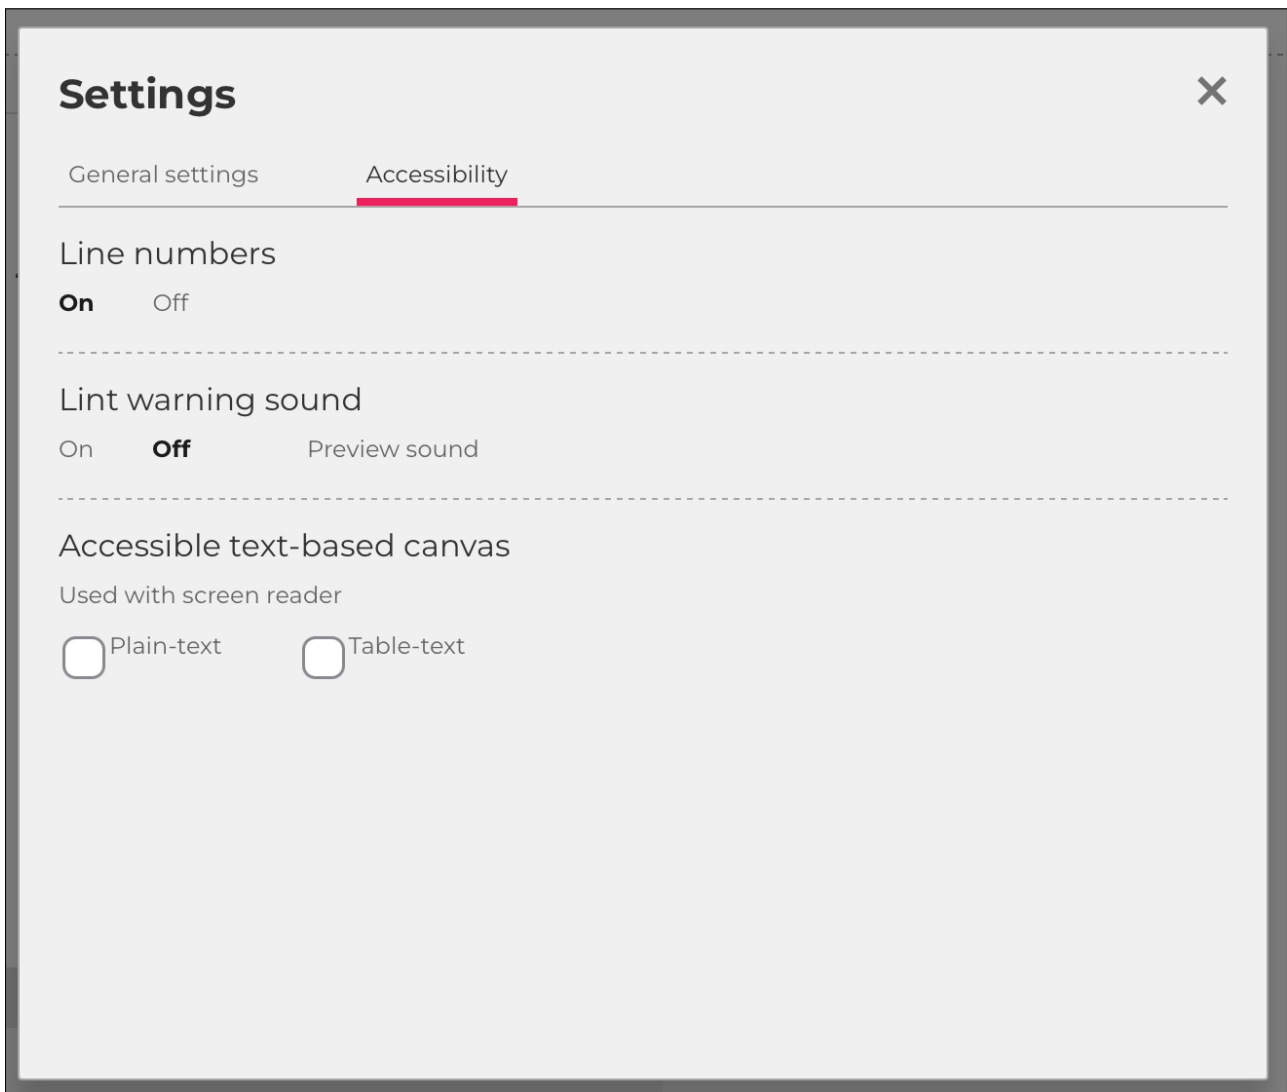 Settings
General settings Accessibility
Line numbers
On Off
Lint warning sound
On Off Preview sound
Accessible text-based canvas
Used with screen reader
Plain-text Table-text